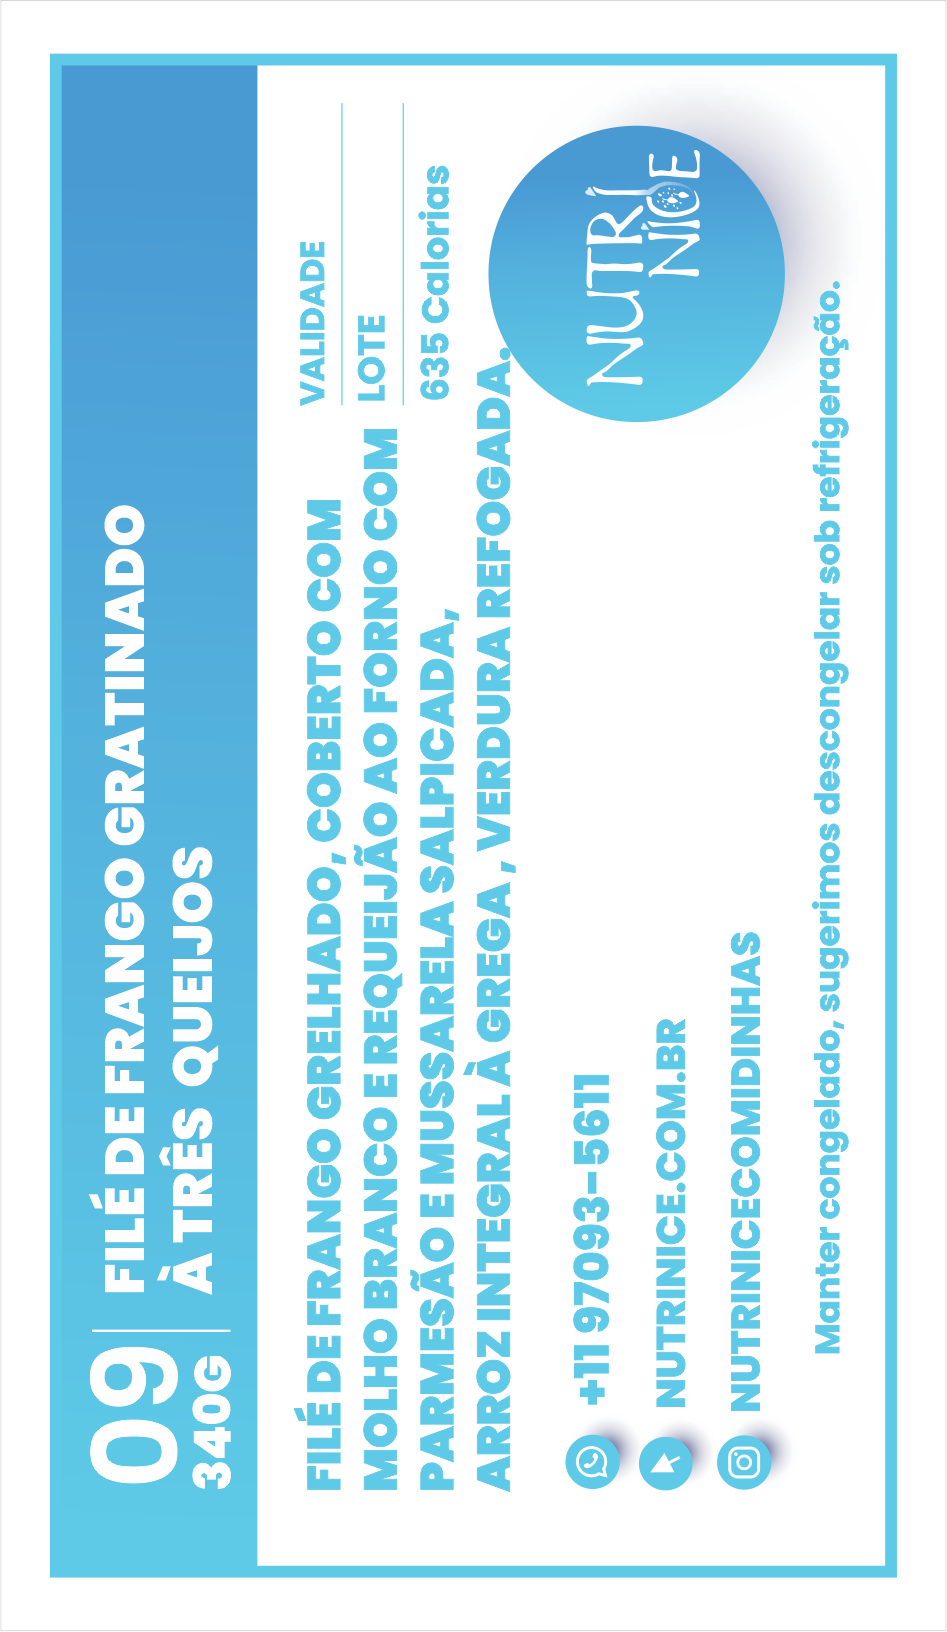 09
340G
FILÉ DE FRANGO GRATINADO
À TRÊS QUEIJOS
FILÉ DE FRANGO GRELHADO, COBERTO COM
MOLHO BRANCO E REQUEIJÃO AO FORNO COM
PARMESÃO E MUSSARELA SALPICADA,
ARROZ INTEGRAL À GREGA , VERDURA REFOGADA.
VALIDADE
LOTE
635 Calorias
NUTRÍ
NÍCE
+11 97093-5611
NUTRINICE.COM.BR
NUTRINICECOMIDINHAS
Manter congelado, sugerimos descongelar sob refrigeração.